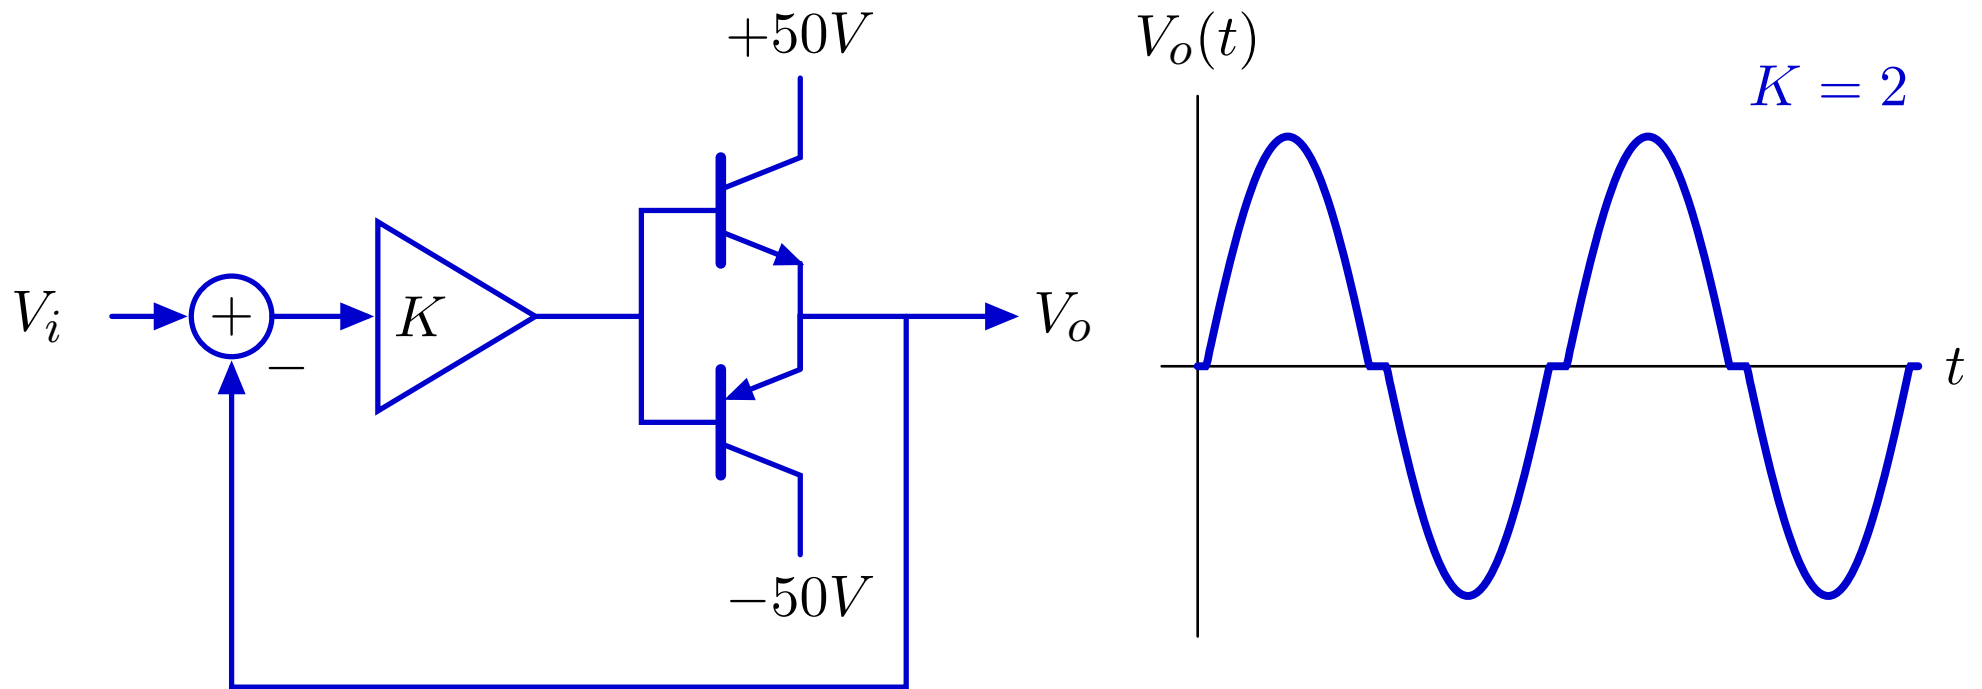 +50V
V_i
+
−
K
V_o
−50V
V_o(t)
K = 2
t